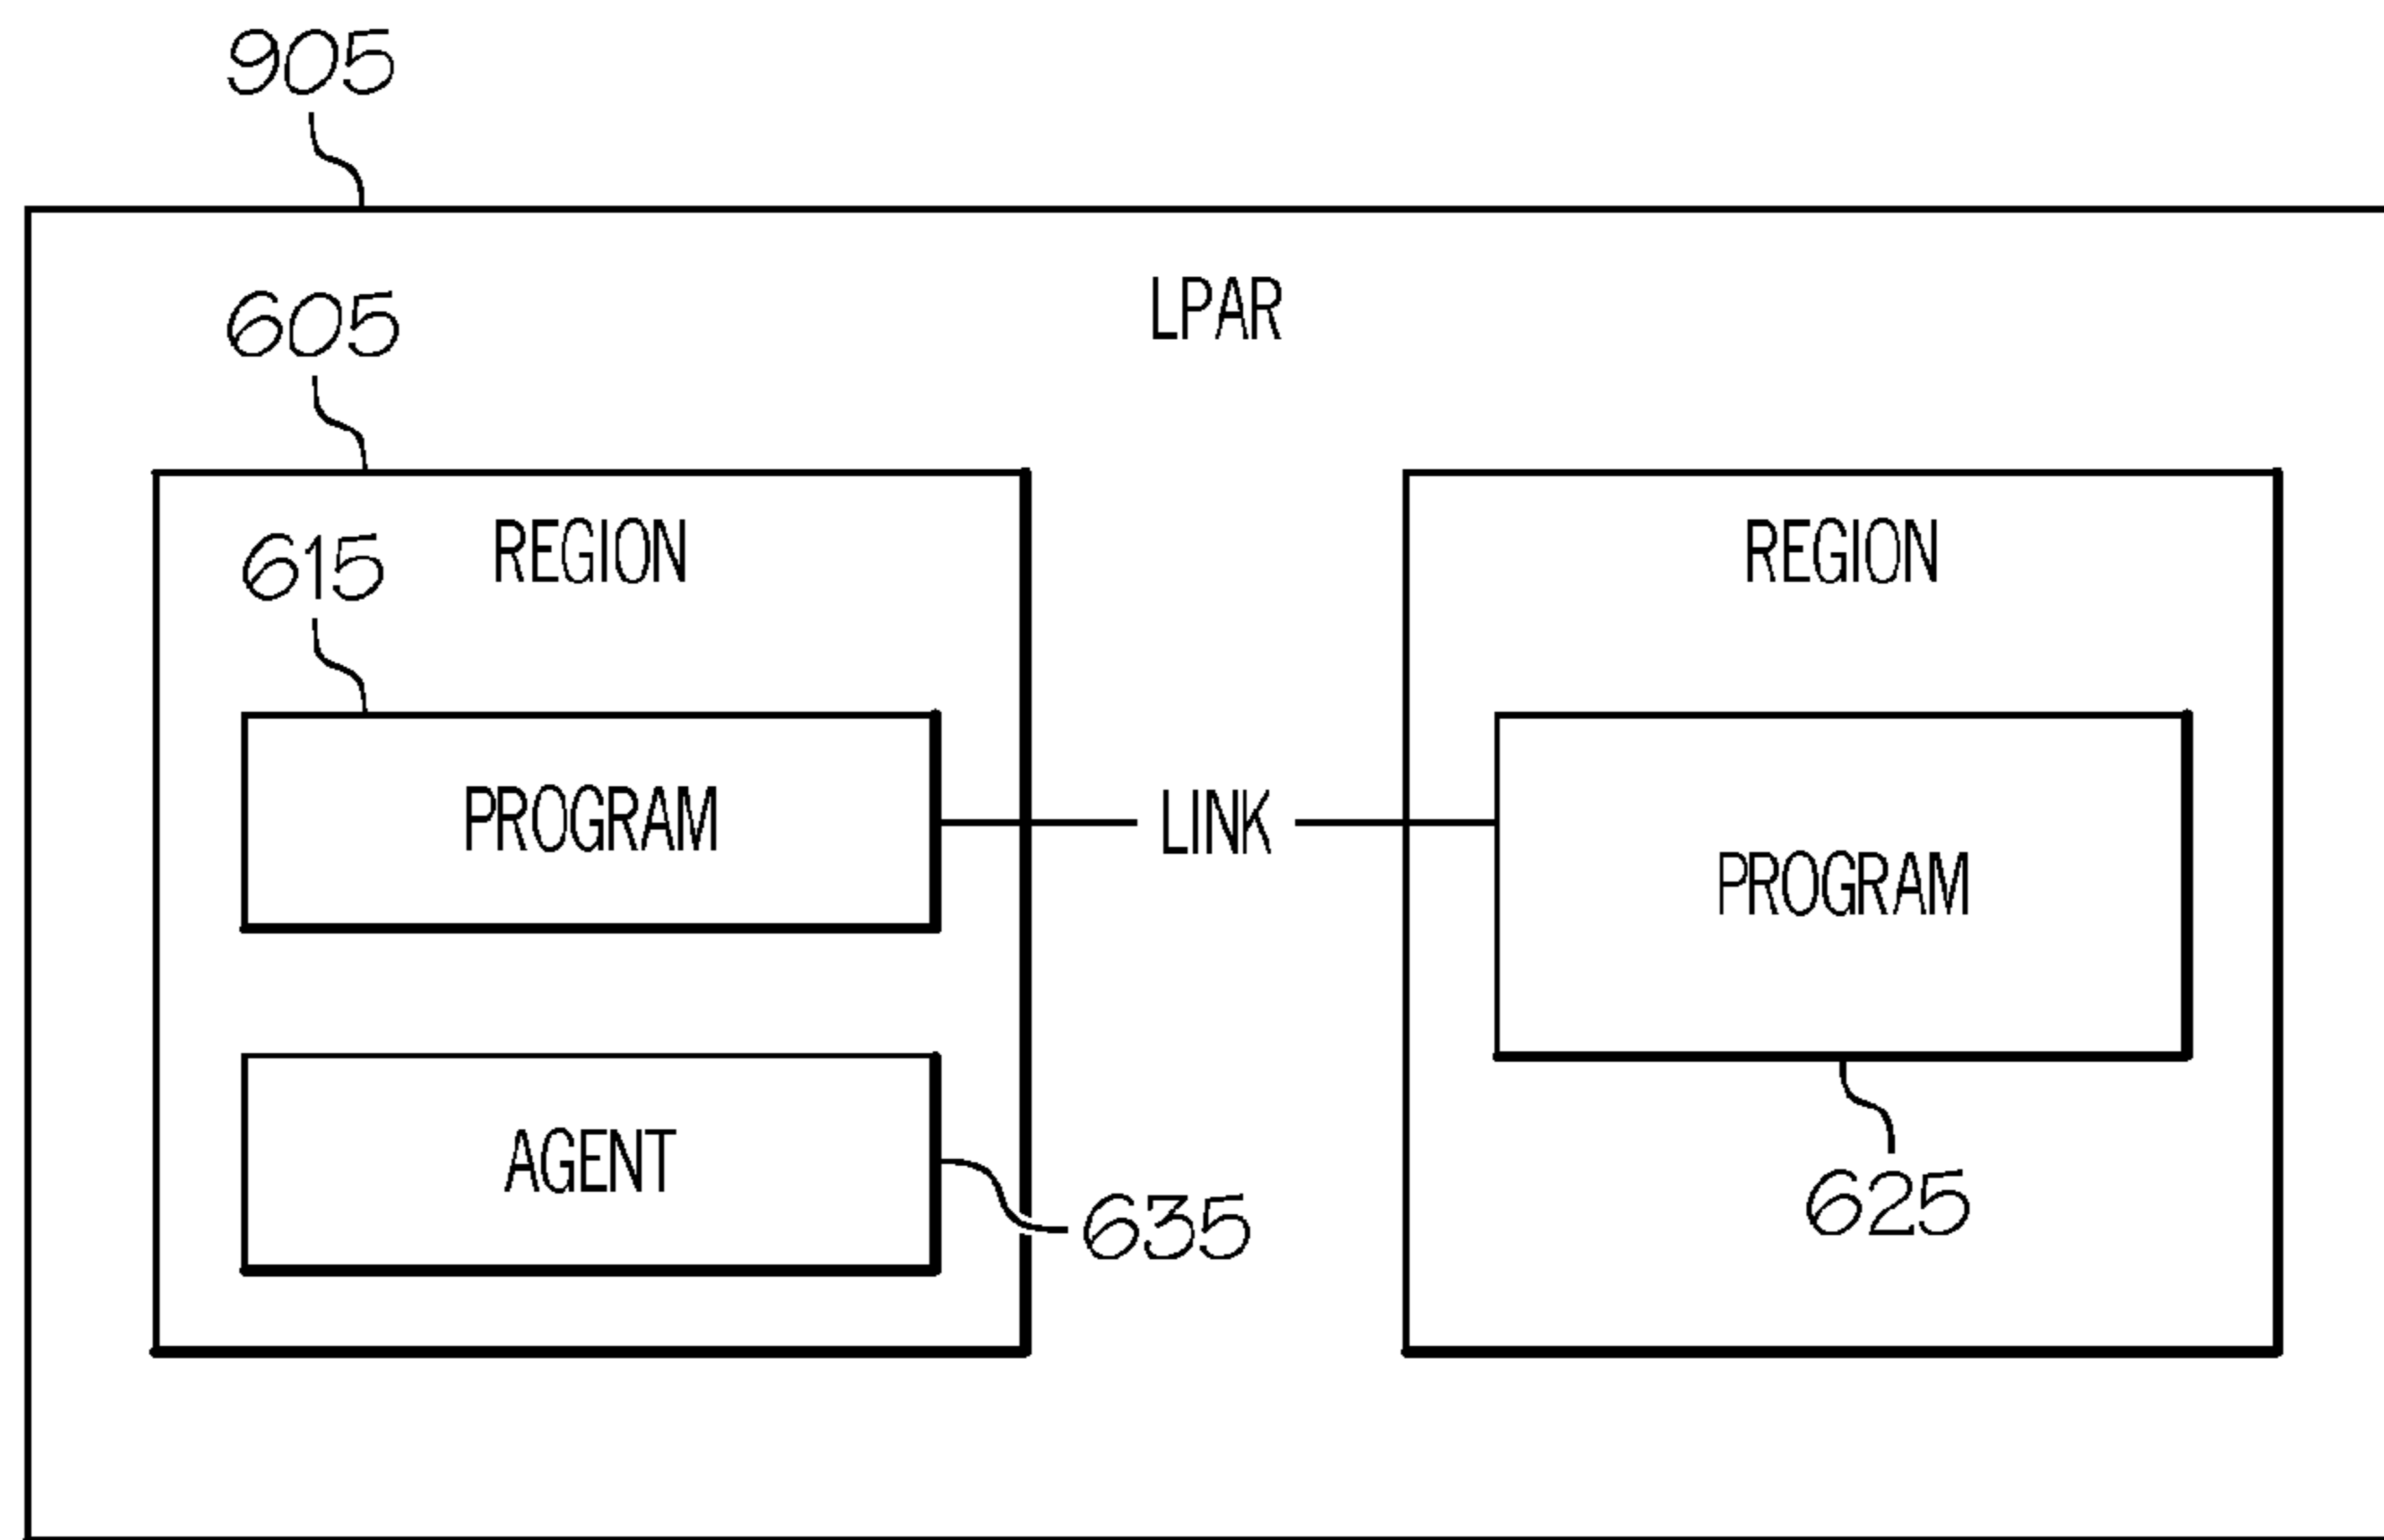 905
LPAR
605
REGION
REGION
615
PROGRAM
LINK
PROGRAM
AGENT
635
625